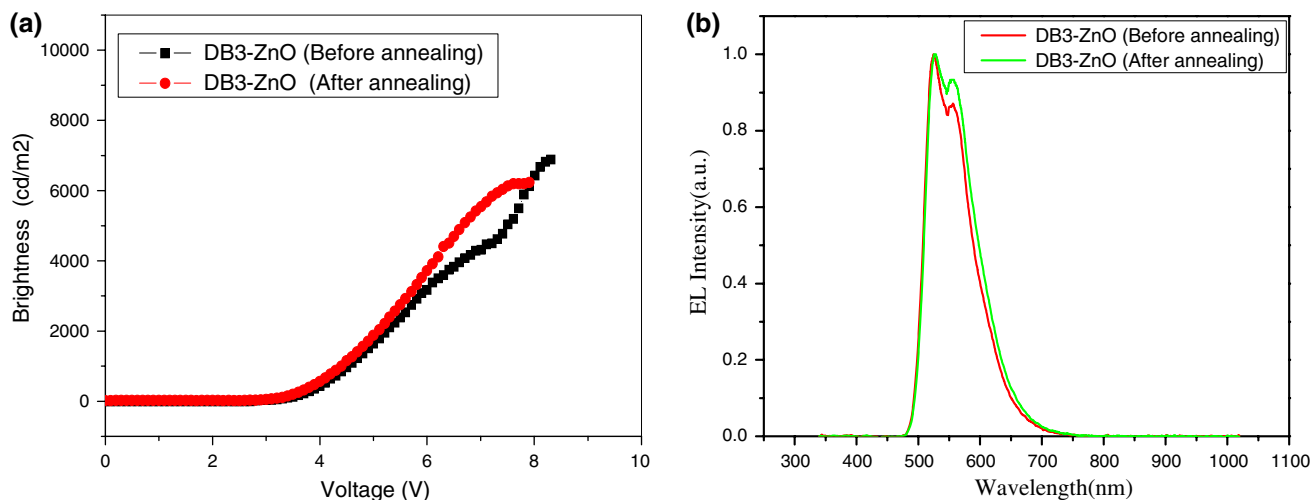 (a)
DB3-ZnO (Before annealing)
DB3-ZnO (After annealing)
10000
8000
6000
4000
2000
0
Brightness (cd/m2)
0 2 4 6 8 10
Voltage (V)
(b)
DB3-ZnO (Before annealing)
DB3-ZnO (After annealing)
1.0
0.8
0.6
0.4
0.2
0.0
EL Intensity(a.u.)
300 400 500 600 700 800 900 1000 1100
Wavelength(nm)